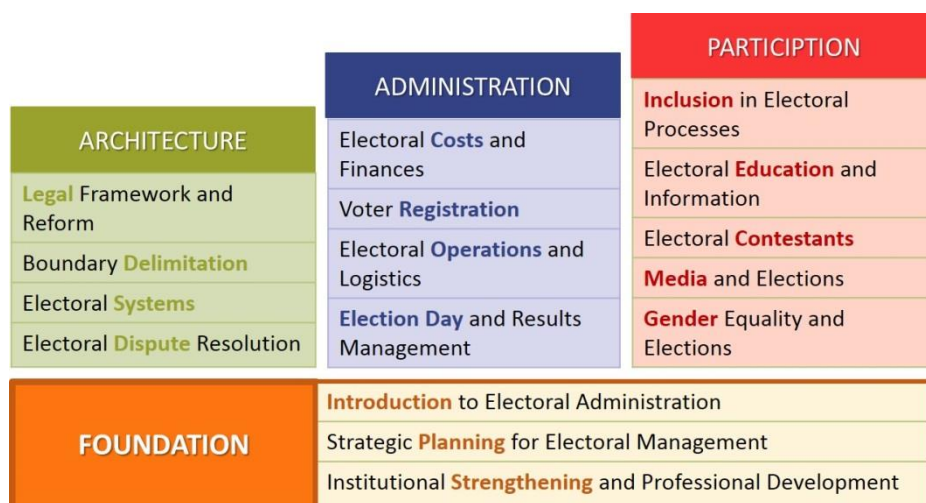 ARCHITECTURE
Legal Framework and
Reform
Boundary Delimitation
Electoral Systems
Electoral Dispute Resolution
ADMINISTRATION
Electoral Costs and
Finances
Voter Registration
Electoral Operations and
Logistics
Election Day and Results
Management
PARTICIPTION
Inclusion in Electoral
Processes
Electoral Education and
Information
Electoral Contestants
Media and Elections
Gender Equality and
Elections
FOUNDATION
Introduction to Electoral Administration
Strategic Planning for Electoral Management
Institutional Strengthening and Professional Development